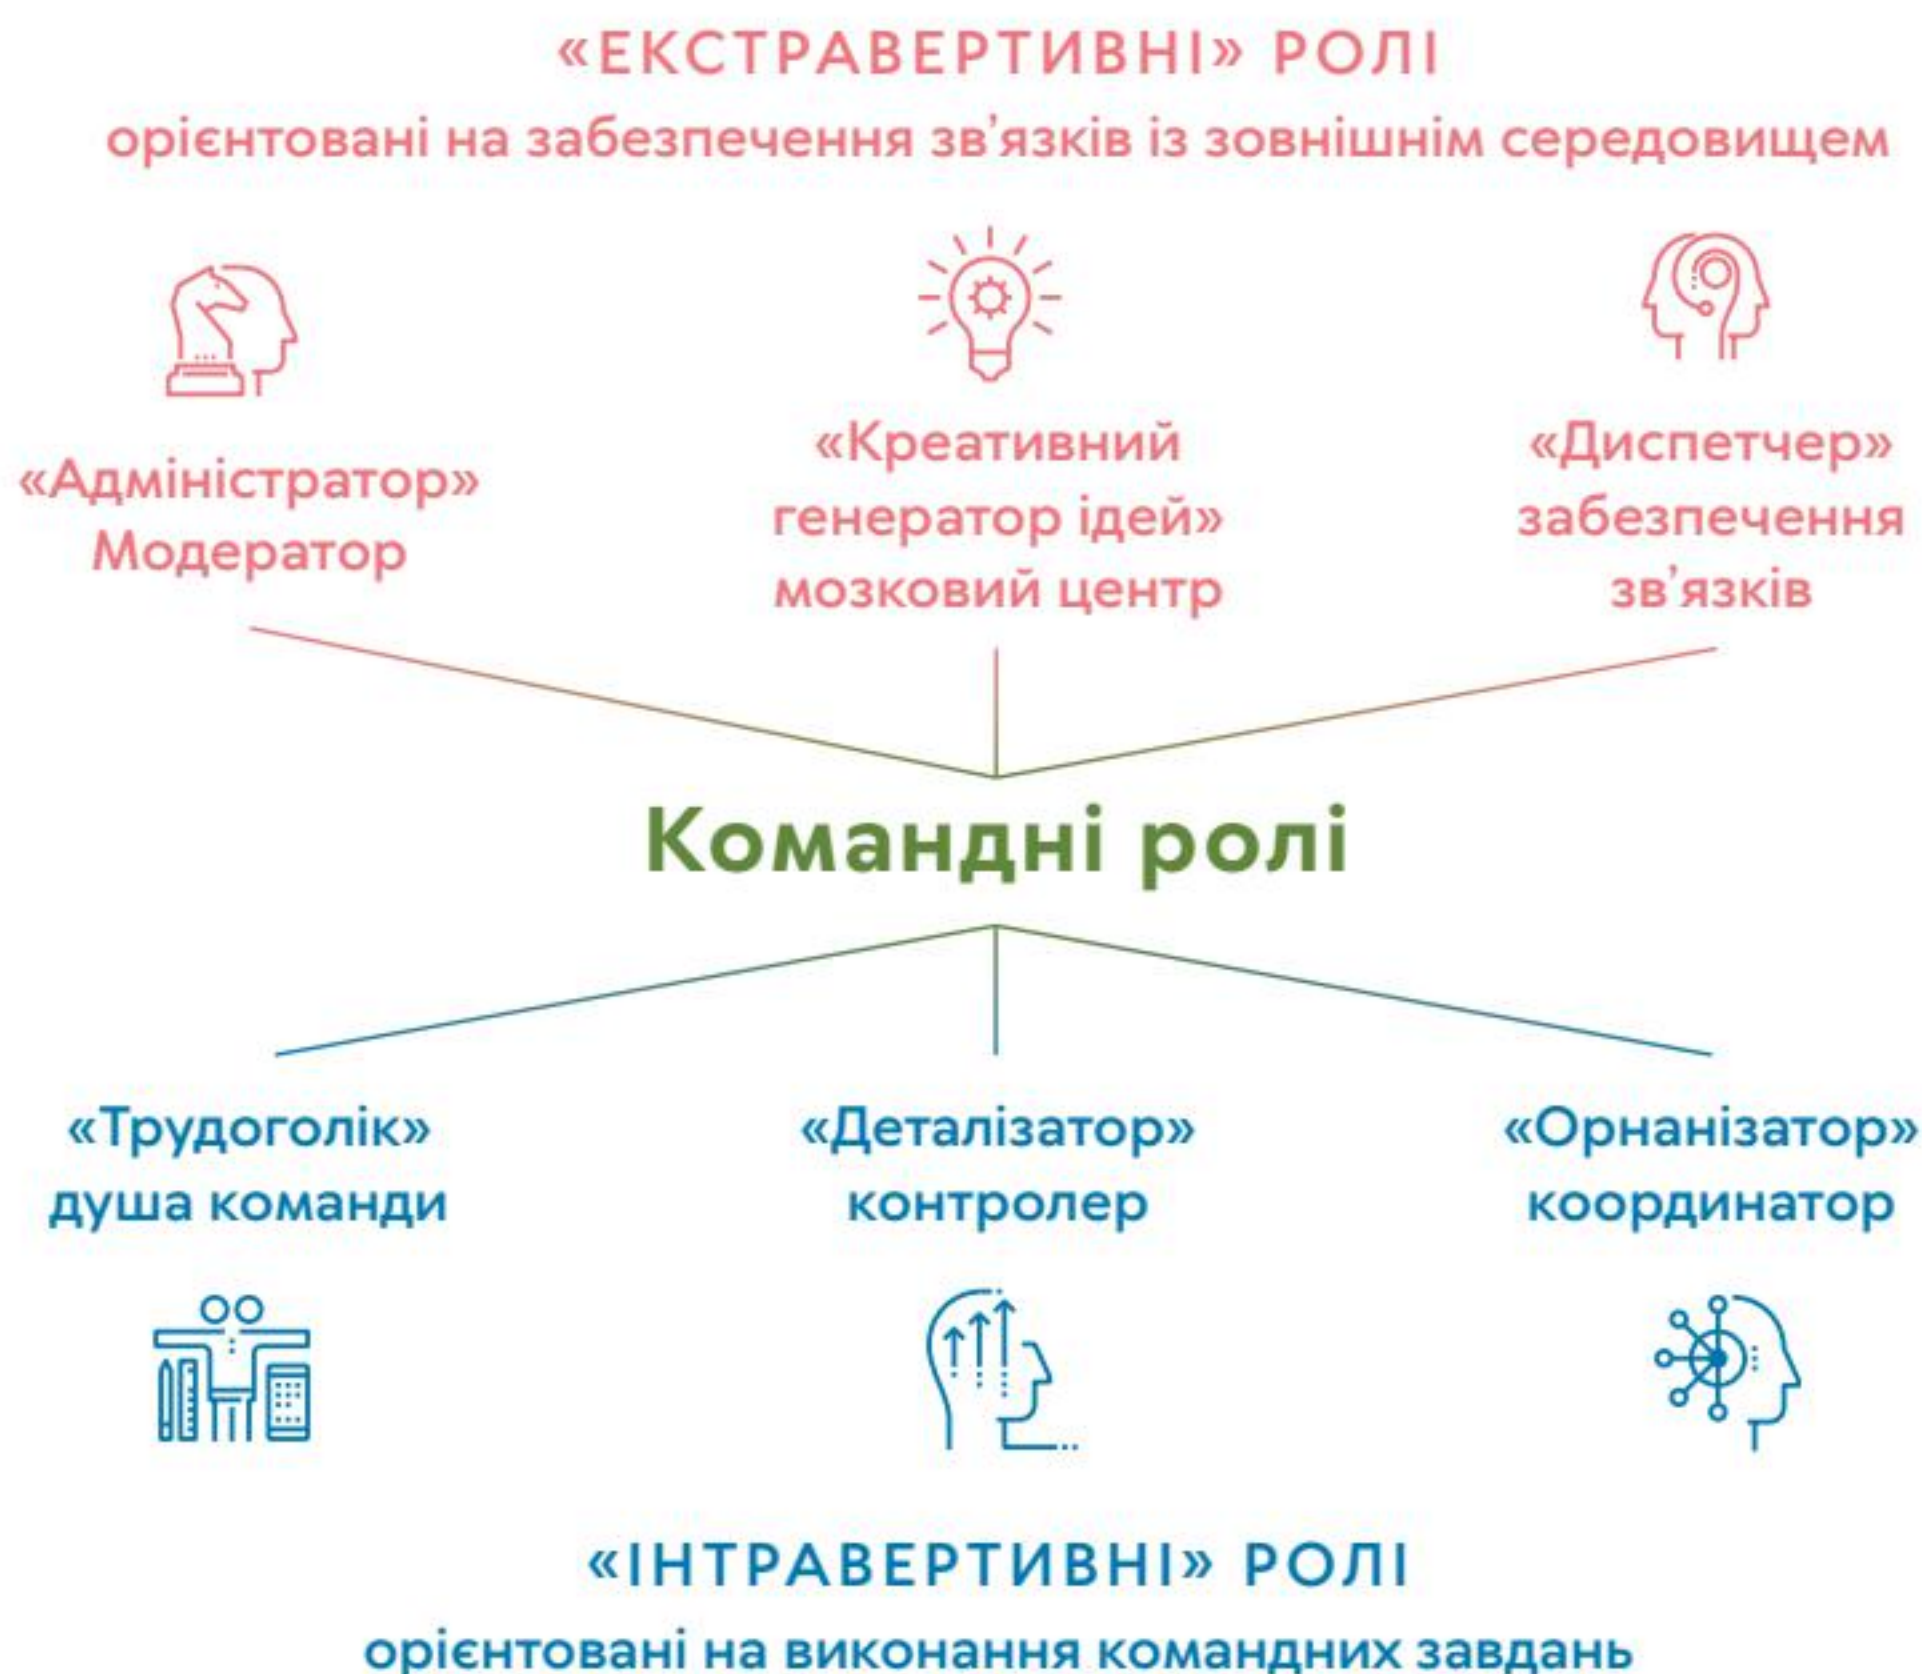 «ЕКСТРАВЕРТИВНІ» РОЛІ
орієнтовані на забезпечення зв’язків із зовнішнім середовищем
«Адміністратор»
Модератор
«Креативний
генератор ідей»
мозковий центр
«Диспетчер»
забезпечення
зв’язків
Командні ролі
«Трудоголік»
душа команди
«Деталізатор»
контролер
«Орнанізатор»
координатор
«ІНТРАВЕРТИВНІ» РОЛІ
орієнтовані на виконання командних завдань